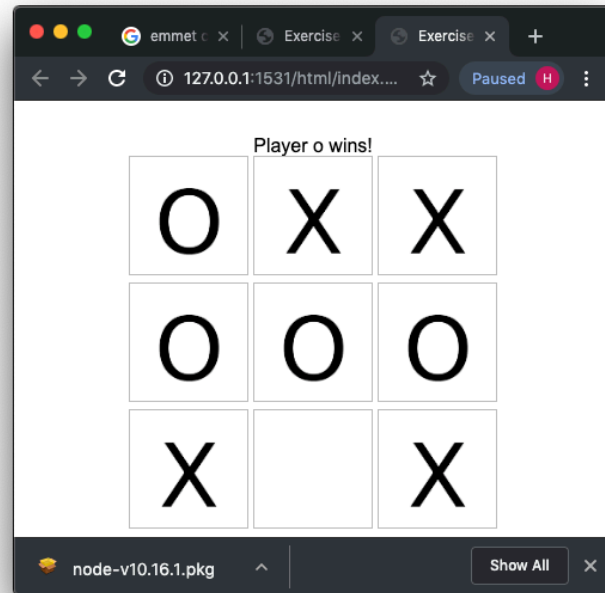 emmet c Exercise Exercise
127.0.0.1:1531/html/index.... Paused H
Player o wins!
O X X
O O O
X X
node-v10.16.1.pkg Show All